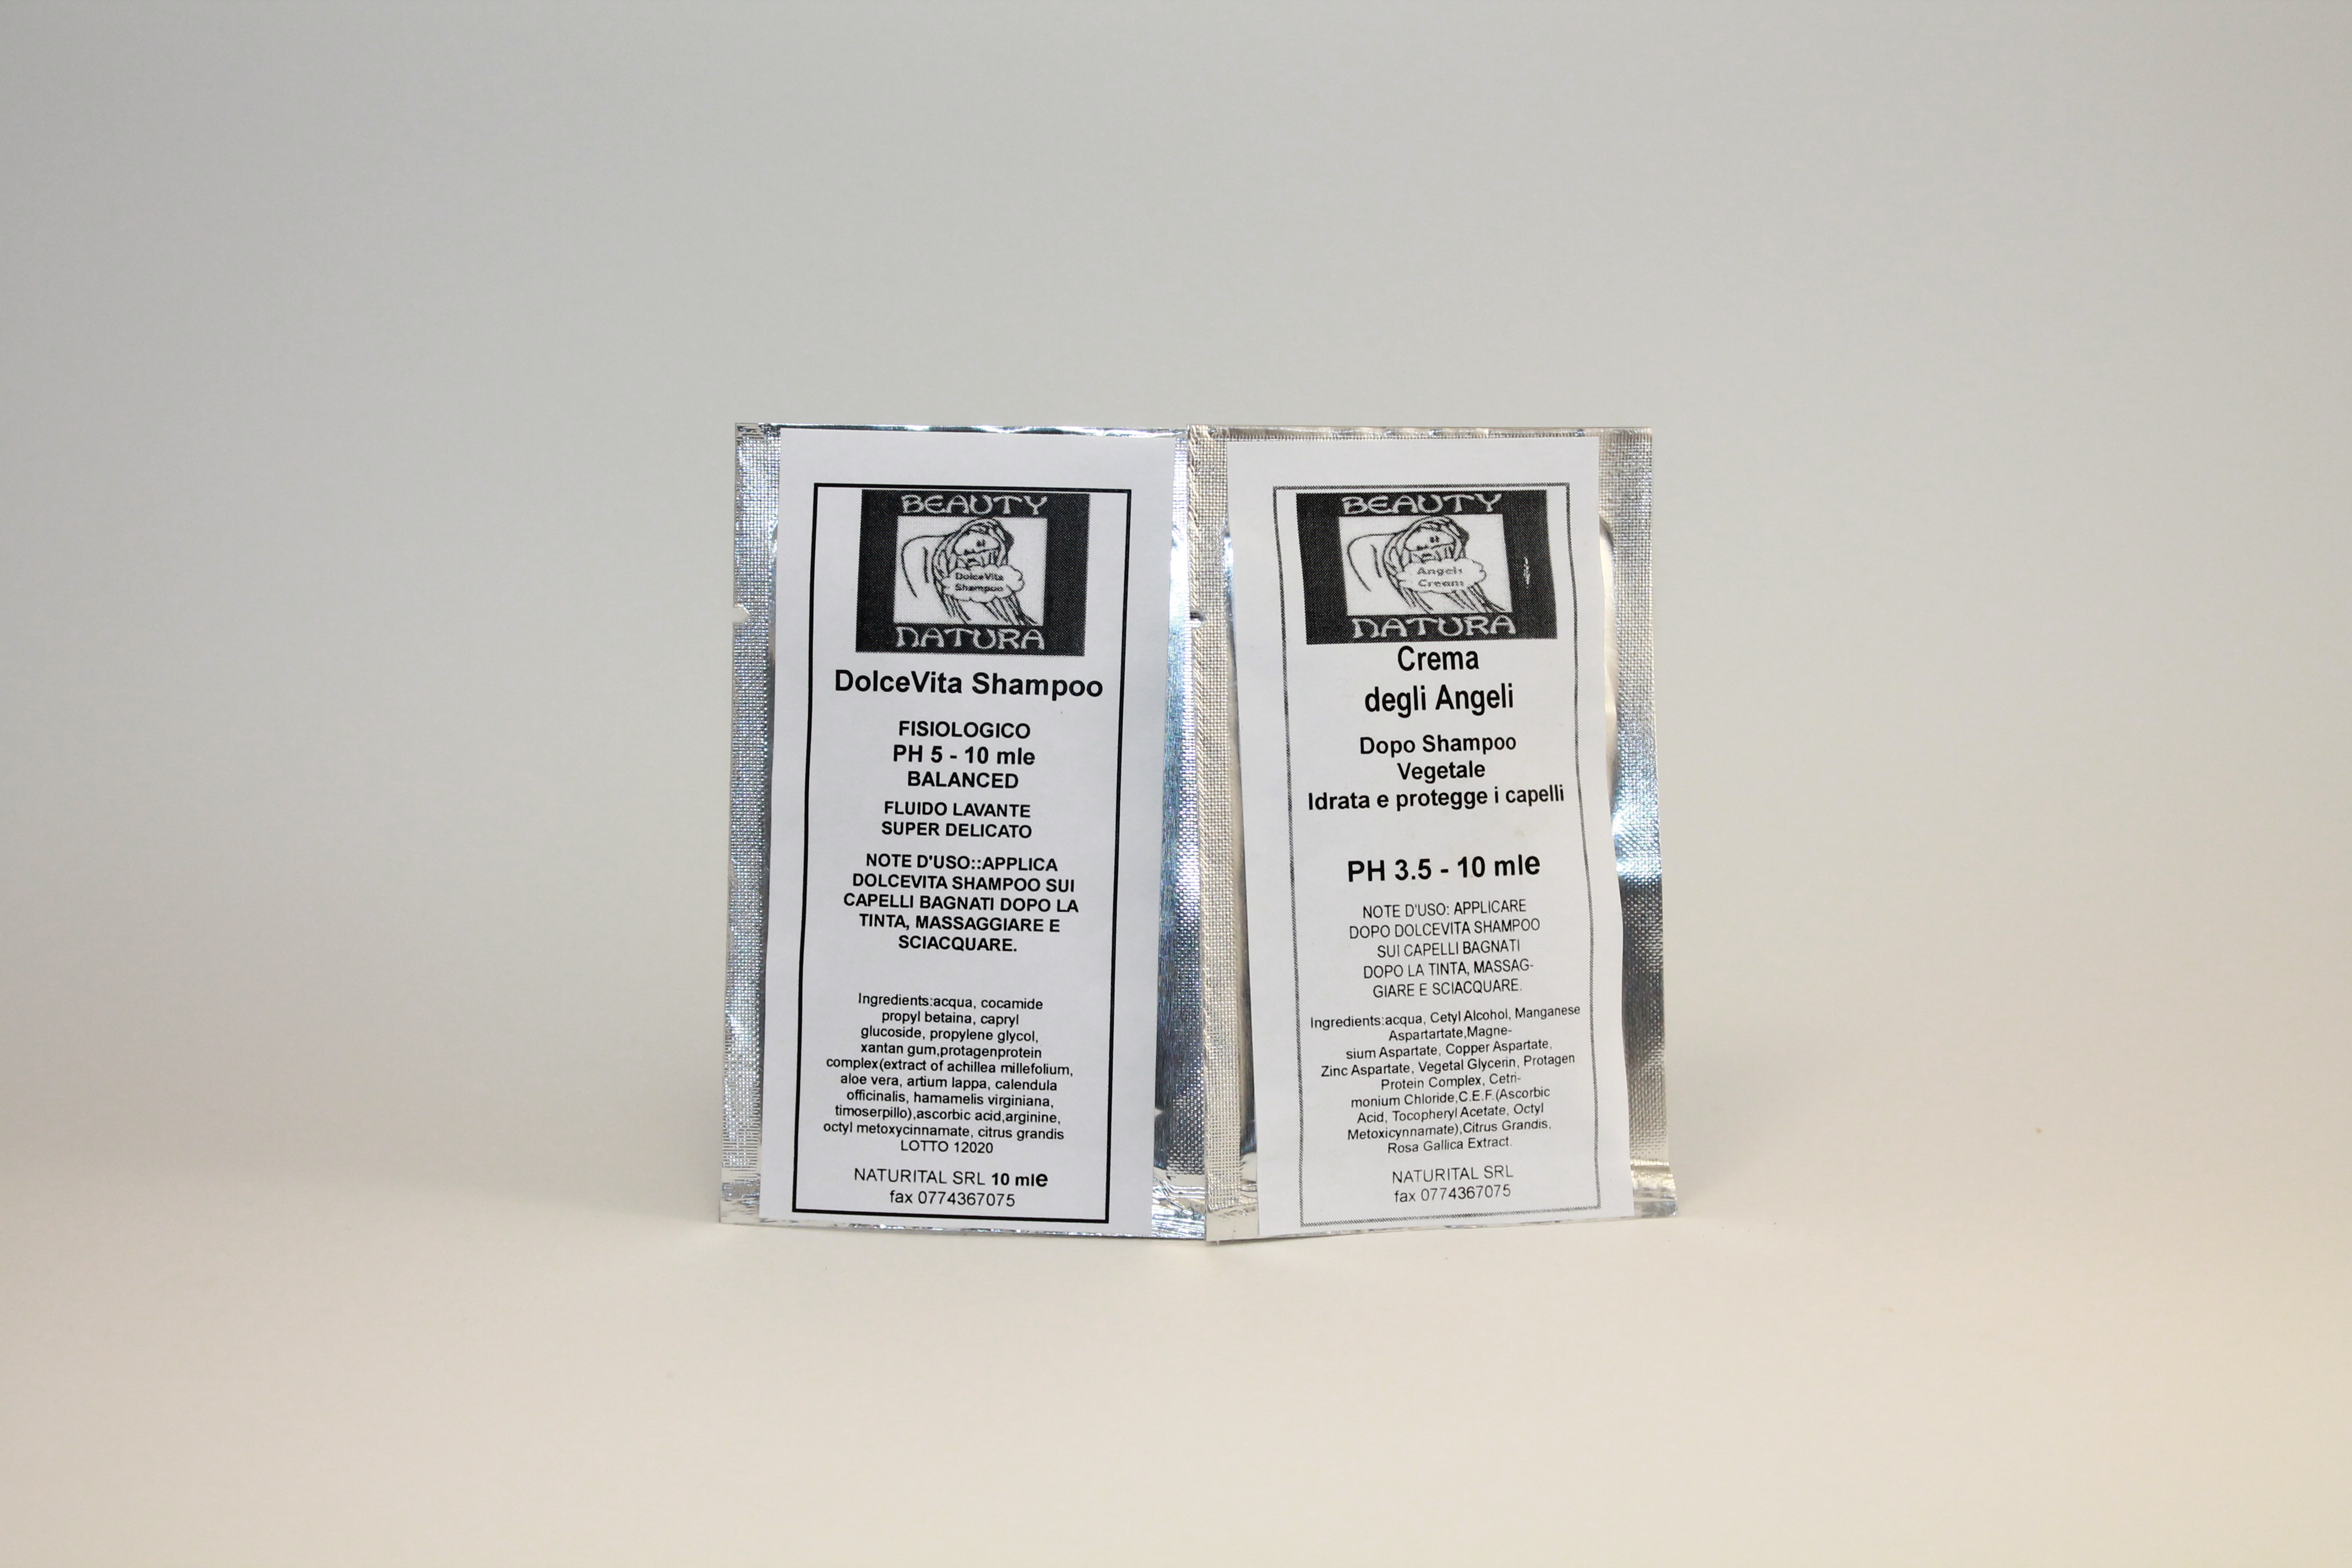 BEAUTY
DolceVita
Shampoo
NATURA
DolceVita Shampoo
FISIOLOGICO
PH 5 - 10 mle
BALANCED
FLUIDO LAVANTE
SUPER DELICATO
NOTE D'USO::APPLICA
DOLCEVITA SHAMPOO SUI
CAPELLI BAGNATI DOPO LA
TINTA, MASSAGGIARE E
SCIACQUARE.
Ingredients:acqua, cocamide
propyl betaina, capryl
glucoside, propylene glycol,
xantan gum,protagenprotein
complex(extract of achillea millefolium,
aloe vera, artium lappa, calendula
officinalis, hamamelis virginiana,
timoserpillo),ascorbic acid,arginine,
octyl metoxycinnamate, citrus grandis
LOTTO 12020
NATURITAL SRL 10 mle
fax 0774367075
BEAUTY
Angels
Cream
NATURA
Crema
degli Angeli
Dopo Shampoo
Vegetale
Idrata e protegge i capelli
PH 3.5 - 10 mle
NOTE D'USO: APPLICARE
DOPO DOLCEVITA SHAMPOO
SUI CAPELLI BAGNATI
DOPO LA TINTA, MASSAG-
GIARE E SCIACQUARE.
Ingredients:acqua, Cetyl Alcohol, Manganese
Aspartartate,Magne-
sium Aspartate, Copper Aspartate,
Zinc Aspartate, Vegetal Glycerin, Protagen
Protein Complex, Cetri-
monium Chloride,C.E.F.(Ascorbic
Acid, Tocopheryl Acetate, Octyl
Metoxicynnamate),Citrus Grandis,
Rosa Gallica Extract.
NATURITAL SRL
fax 0774367075